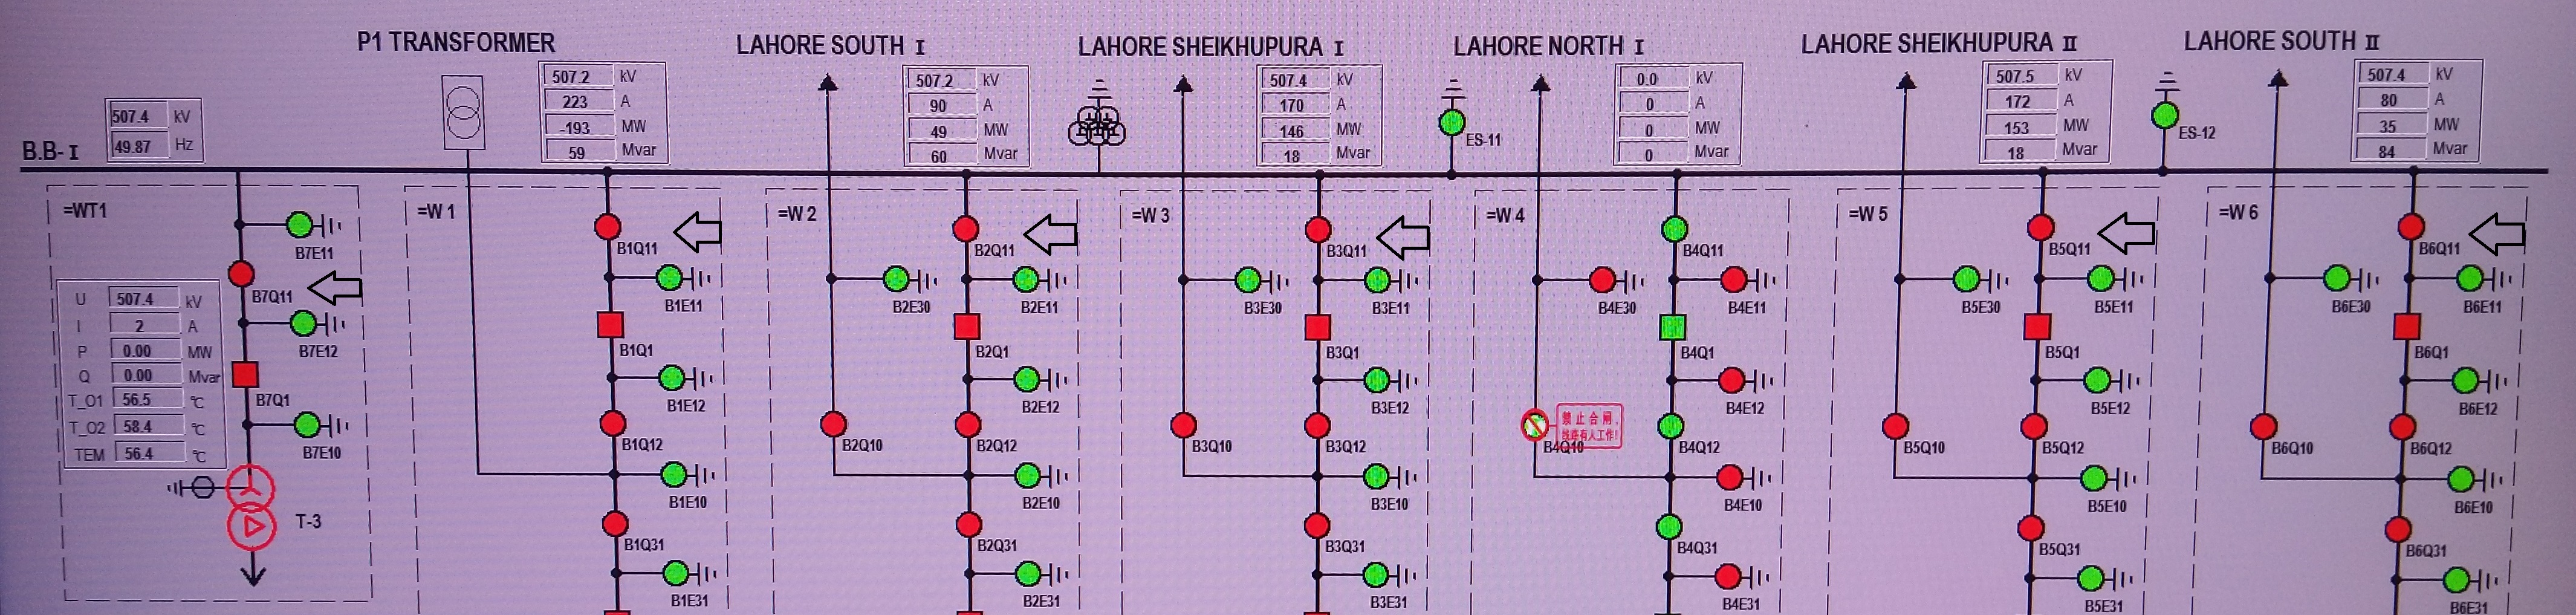 P1 TRANSFORMER
LAHORE SOUTH I
LAHORE SHEIKHUPURA I
LAHORE NORTH I
LAHORE SHEIKHUPURA II
LAHORE SOUTH II
507.4 kV
49.87 Hz
507.2 kV
223 A
-193 MW
59 Mvar
507.2 kV
90 A
49 MW
60 Mvar
507.4 kV
170 A
146 MW
18 Mvar
0.0 kV
0 A
0 MW
0 Mvar
507.5 kV
172 A
153 MW
18 Mvar
507.4 kV
80 A
35 MW
84 Mvar
B.B-I
ES-11
ES-12
=WT1
B7E11
B7Q11
B7E12
B7Q1
B7E10
T-3
U 507.4 kV
I 2 A
P 0.00 MW
Q 0.00 Mvar
T_O1 56.5 ℃
T_O2 58.4 ℃
TEM 56.4 ℃
=W 1
B1Q11
B1E11
B1Q1
B1E12
B1Q12
B1E10
B1Q31
B1E31
=W 2
B2Q11
B2E30
B2E11
B2Q1
B2E12
B2Q10
B2Q12
B2E10
B2Q31
B2E31
=W 3
B3Q11
B3E30
B3E11
B3Q1
B3E12
B3Q10
B3Q12
B3E10
B3Q31
B3E31
=W 4
B4Q11
B4E30
B4E11
B4Q1
B4E12
禁止合闸,
线路有人工作!
B4Q10
B4Q12
B4E10
B4Q31
B4E31
=W 5
B5Q11
B5E30
B5E11
B5Q1
B5E12
B5Q10
B5Q12
B5E10
B5Q31
B5E31
=W 6
B6Q11
B6E30
B6E11
B6Q1
B6E12
B6Q10
B6Q12
B6E10
B6Q31
B6E31